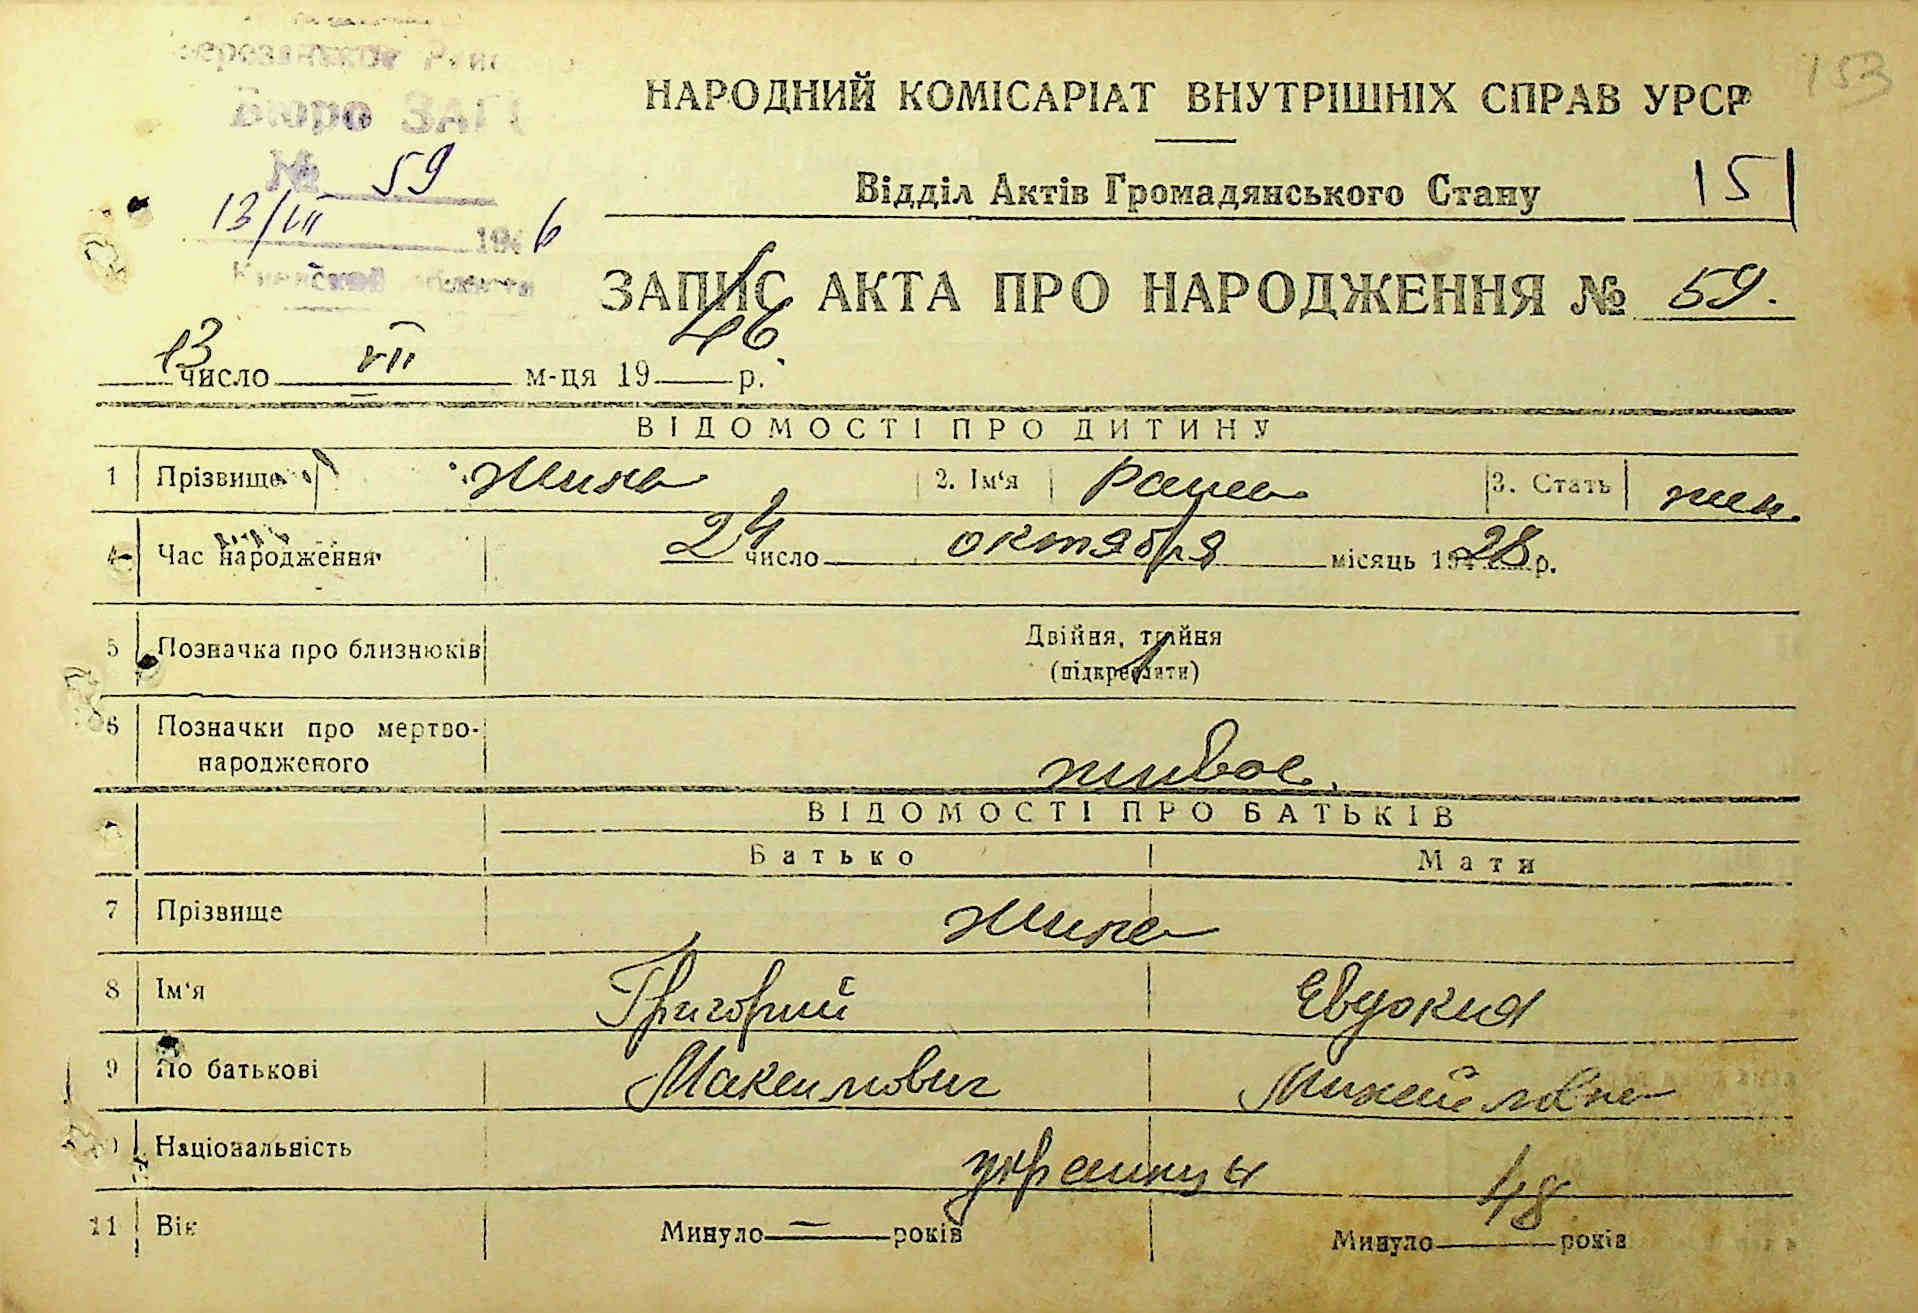 153
Бюро ЗАГС
№ 59
13/VII 1946
НАРОДНИЙ КОМІСАРІАТ ВНУТРІШНІХ СПРАВ УРСР
Відділ Актів Громадянського Стану
151
ЗАПИС АКТА ПРО НАРОДЖЕННЯ № 59.
13 число VII м-ця 1946 р.
ВІДОМОСТІ ПРО ДИТИНУ
1 Прізвище 2. Ім'я Раиса 3. Стать жен.
4 Час народження 24 число октября місяць 1928 р.
5 Позначка про близнюків Двійня, трійня
(підкреслити) 1
6 Позначки про мертво-
народженого живое.
ВІДОМОСТІ ПРО БАТЬКІВ
Батько Мати
7 Прізвище
8 Ім'я Григорий Евдокия
9 По батькові Максимович Михайловна
10 Національність украинцы
11 Вік Минуло — років Минуло 48 років